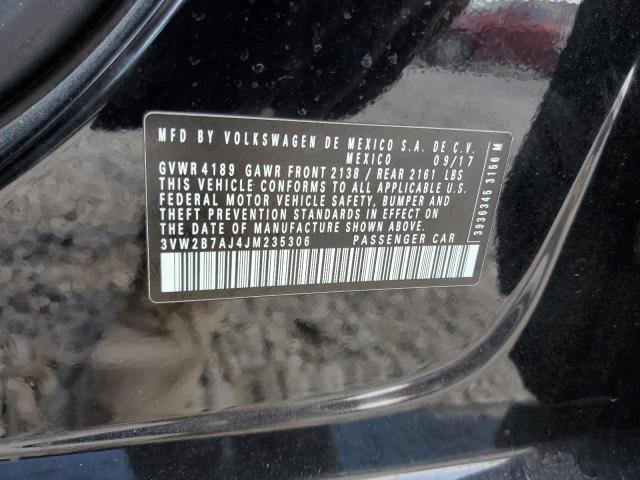 MFD BY VOLKSWAGEN DE MEXICO S.A. DE C.V.
MEXICO 09/17
GVWR 4189 GAWR FRONT 2138 / REAR 2161 LBS
THIS VEHICLE CONFORMS TO ALL APPLICABLE U.S.
FEDERAL MOTOR VEHICLE SAFETY, BUMPER AND
THEFT PREVENTION STANDARDS IN EFFECT ON
THE DATE OF MANUFACTURE SHOWN ABOVE.
3VW2B7AJ4JM235306 PASSENGER CAR
3936345 3156 M